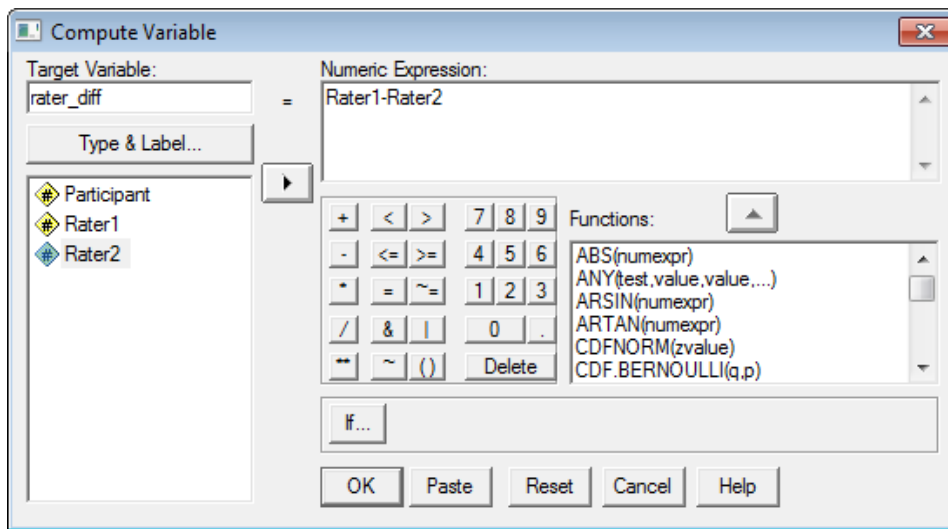 Compute Variable
Target Variable:
rater_diff
=
Numeric Expression:
Rater1-Rater2
Type & Label...
Participant
Rater1
Rater2
+ < > 7 8 9
- <= >= 4 5 6
* = ~= 1 2 3
/ & | 0 .
** ~ () Delete
Functions:
ABS(numexpr)
ANY(test,value,value,...)
ARSIN(numexpr)
ARTAN(numexpr)
CDFNORM(zvalue)
CDF.BERNOULLI(q,p)
If...
OK Paste Reset Cancel Help